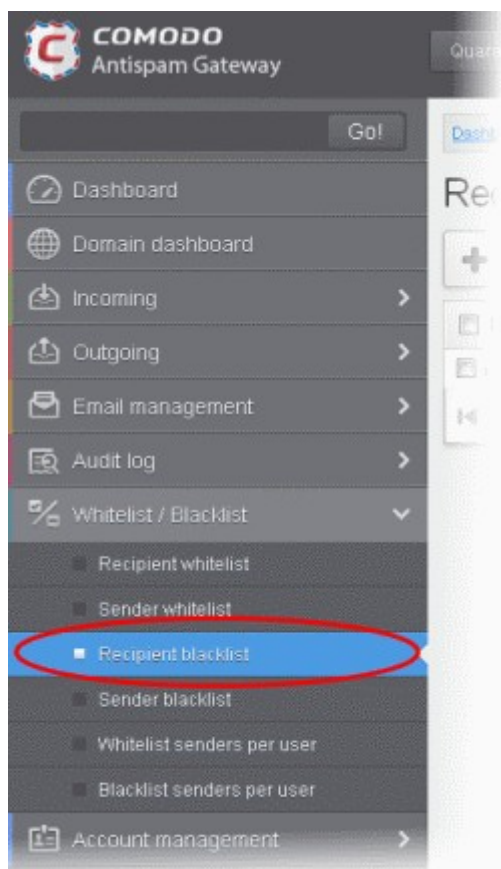 COMODO
Antispam Gateway
Go!
Dashboard
Domain dashboard
Incoming
Outgoing
Email management
Audit log
Whitelist / Blacklist
Recipient whitelist
Sender whitelist
Recipient blacklist
Sender blacklist
Whitelist senders per user
Blacklist senders per user
Account management